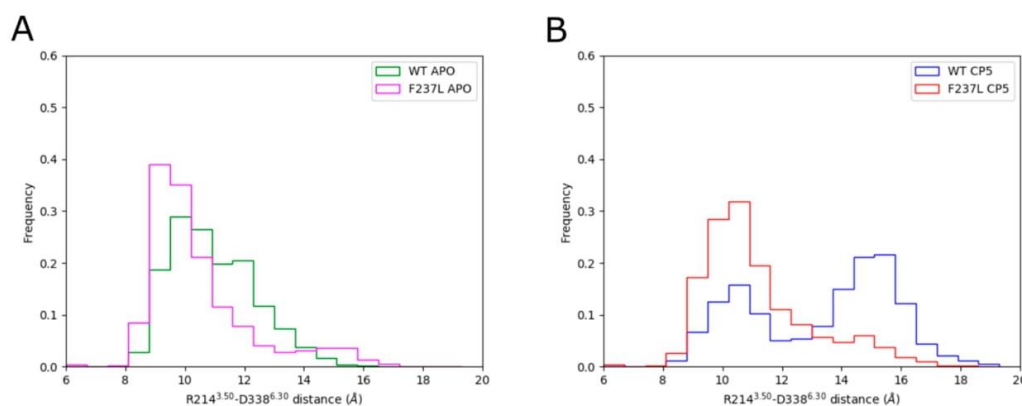 A
0.6
0.5
0.4
0.3
0.2
0.1
0.0
Frequency
WT APO
F237L APO
6 8 10 12 14 16 18 20
R214³·⁵⁰-D338⁶·³⁰ distance (Å)
B
0.6
0.5
0.4
0.3
0.2
0.1
0.0
Frequency
WT CP5
F237L CP5
6 8 10 12 14 16 18 20
R214³·⁵⁰-D338⁶·³⁰ distance (Å)